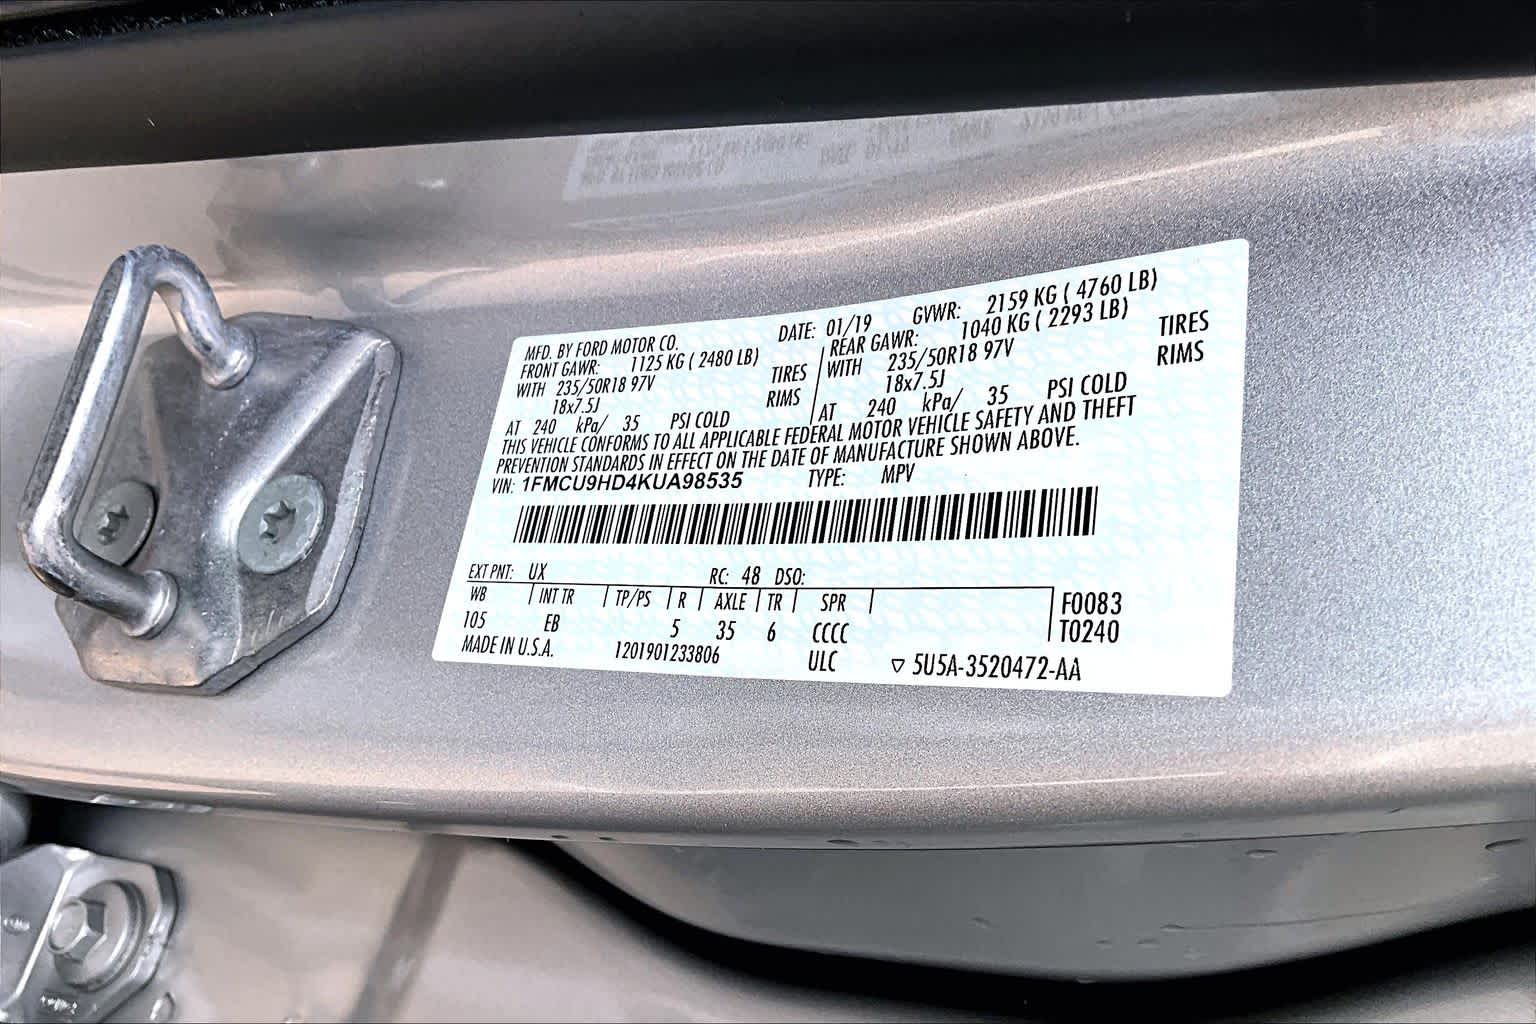 MFD. BY FORD MOTOR CO. DATE: 01/19 GVWR: 2159 KG ( 4760 LB)
FRONT GAWR: 1125 KG ( 2480 LB) REAR GAWR: 1040 KG ( 2293 LB)
WITH 235/50R18 97V TIRES WITH 235/50R18 97V TIRES
18x7.5J RIMS 18x7.5J RIMS
AT 240 kPa/ 35 PSI COLD AT 240 kPa/ 35 PSI COLD
THIS VEHICLE CONFORMS TO ALL APPLICABLE FEDERAL MOTOR VEHICLE SAFETY AND THEFT
PREVENTION STANDARDS IN EFFECT ON THE DATE OF MANUFACTURE SHOWN ABOVE.
VIN: 1FMCU9HD4KUA98535 TYPE: MPV
EXT PNT: UX RC: 48 DSO:
WB INT TR TP/PS R AXLE TR SPR F0083
105 EB 5 35 6 CCCC T0240
MADE IN U.S.A. 1201901233806 ULC ▽ 5U5A-3520472-AA